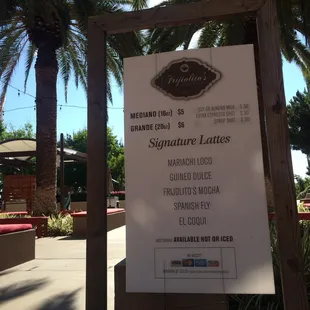 Frijolito's
MEDIANO (16oz) $5
GRANDE (20oz) $6
Signature Lattes
MARIACHI LOCO
GUINEO DULCE
FRIJOLITO'S MOCHA
SPANISH FLY
EL COQUI
AVAILABLE HOT OR ICED